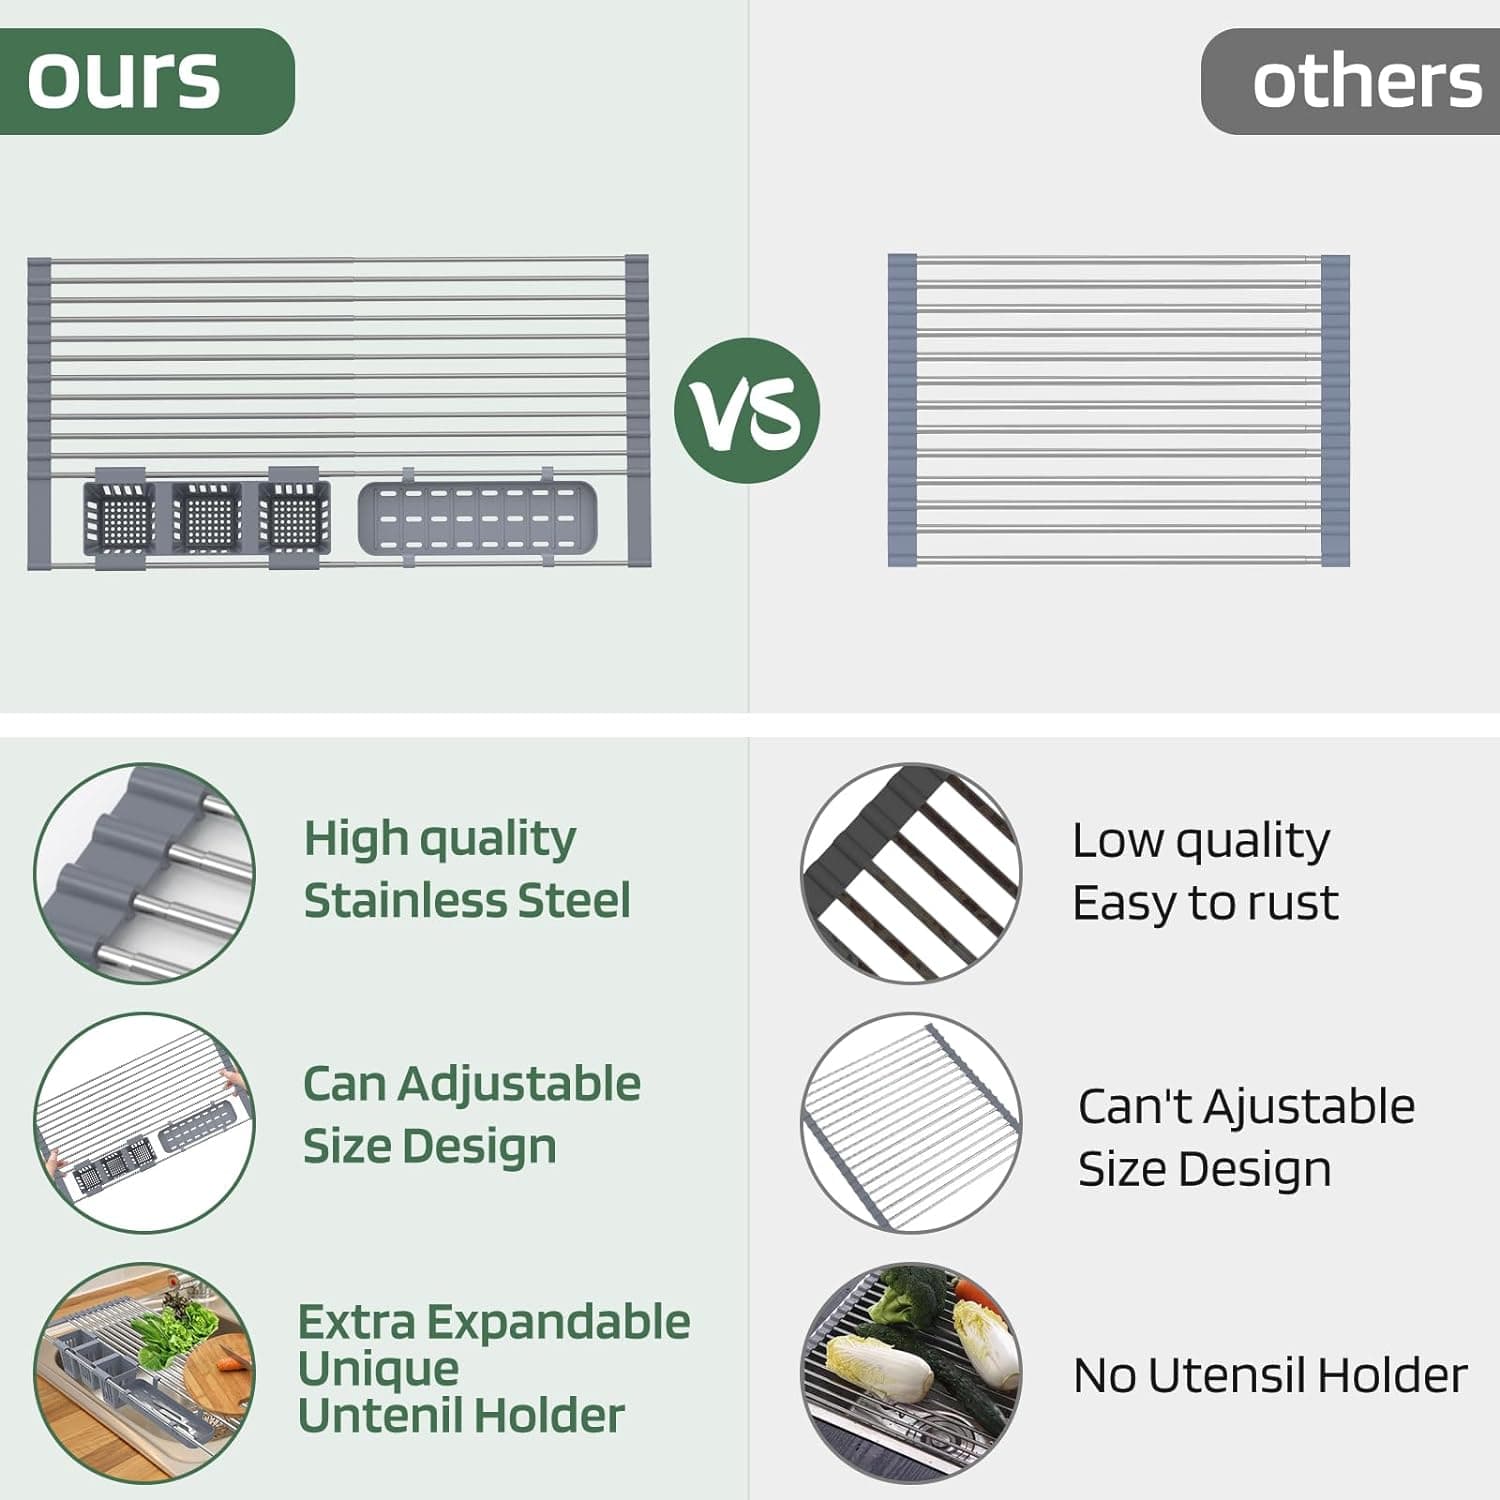 ours
others
VS
High quality
Stainless Steel
Low quality
Easy to rust
Can Adjustable
Size Design
Can't Ajustable
Size Design
Extra Expandable
Unique
Untenil Holder
No Utensil Holder